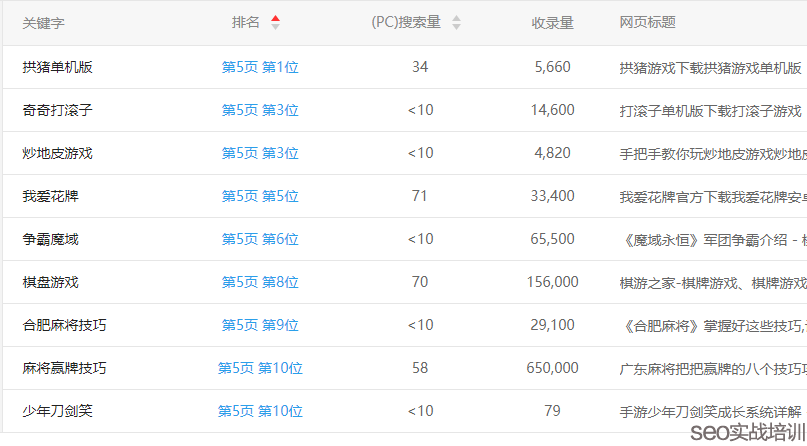 关键字 排名 (PC)搜索量 收录量 网页标题
拱猪单机版 第5页 第1位 34 5,660 拱猪游戏下载拱猪游戏单机版
奇奇打滚子 第5页 第3位 <10 14,600 打滚子单机版下载打滚子游戏
炒地皮游戏 第5页 第3位 <10 4,820 手把手教你玩炒地皮游戏炒地皮
我爱花牌 第5页 第5位 71 33,400 我爱花牌官方下载我爱花牌安卓
争霸魔域 第5页 第6位 <10 65,500 《魔域永恒》军团争霸介绍 -
棋盘游戏 第5页 第8位 70 156,000 棋游之家-棋牌游戏、棋牌游戏
合肥麻将技巧 第5页 第9位 <10 29,100 《合肥麻将》掌握好这些技巧,
麻将赢牌技巧 第5页 第10位 58 650,000 广东麻将把把赢牌的八个技巧
少年刀剑笑 第5页 第10位 <10 79 手游少年刀剑笑成长系统详解
seo实战培训